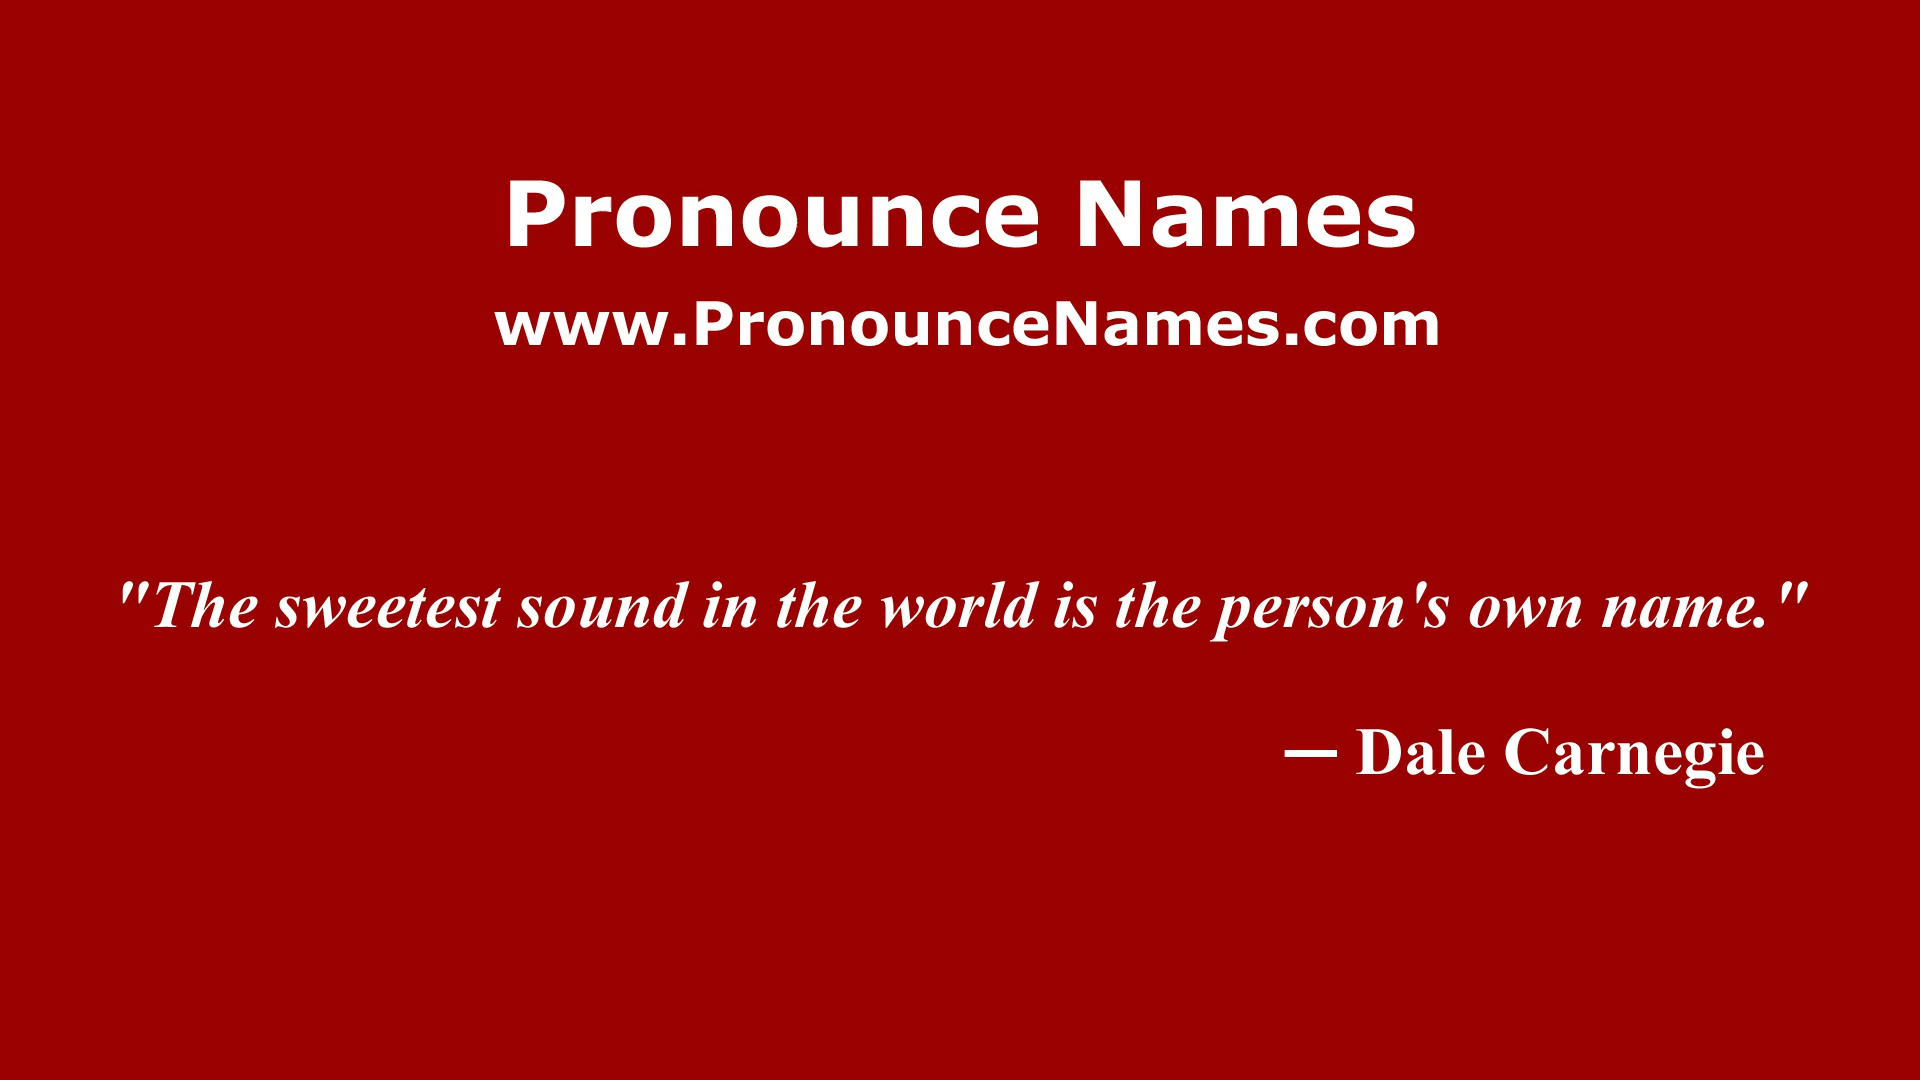 Pronounce Names
www.PronounceNames.com
"The sweetest sound in the world is the person's own name."
— Dale Carnegie